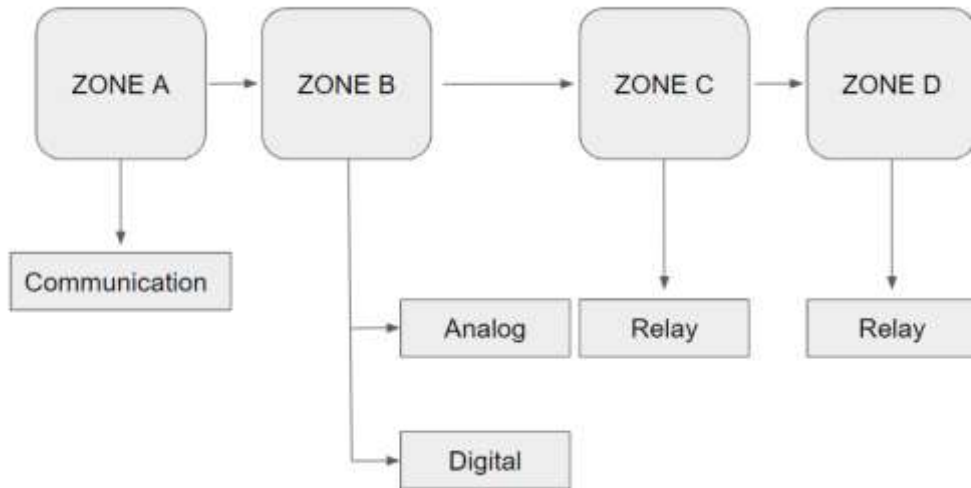 ZONE A
ZONE B
ZONE C
ZONE D
Communication
Analog
Relay
Relay
Digital